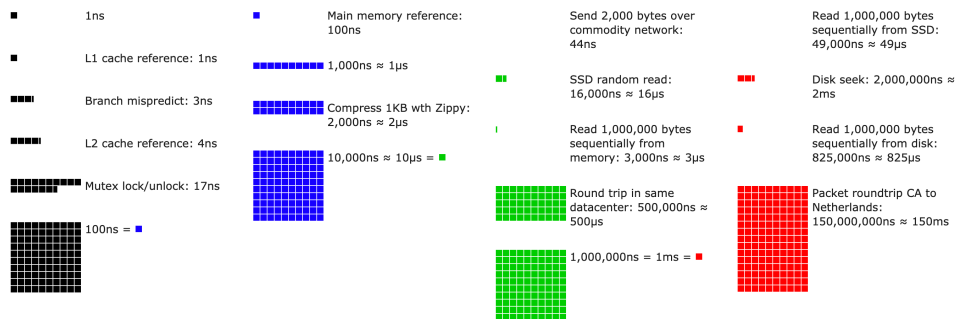 1ns
L1 cache reference: 1ns
Branch mispredict: 3ns
L2 cache reference: 4ns
Mutex lock/unlock: 17ns
100ns =
Main memory reference:
100ns
1,000ns ≈ 1μs
Compress 1KB wth Zippy:
2,000ns ≈ 2μs
10,000ns ≈ 10μs =
Send 2,000 bytes over
commodity network:
44ns
SSD random read:
16,000ns ≈ 16μs
Read 1,000,000 bytes
sequentially from
memory: 3,000ns ≈ 3μs
Round trip in same
datacenter: 500,000ns ≈
500μs
1,000,000ns = 1ms =
Read 1,000,000 bytes
sequentially from SSD:
49,000ns ≈ 49μs
Disk seek: 2,000,000ns ≈
2ms
Read 1,000,000 bytes
sequentially from disk:
825,000ns ≈ 825μs
Packet roundtrip CA to
Netherlands:
150,000,000ns ≈ 150ms